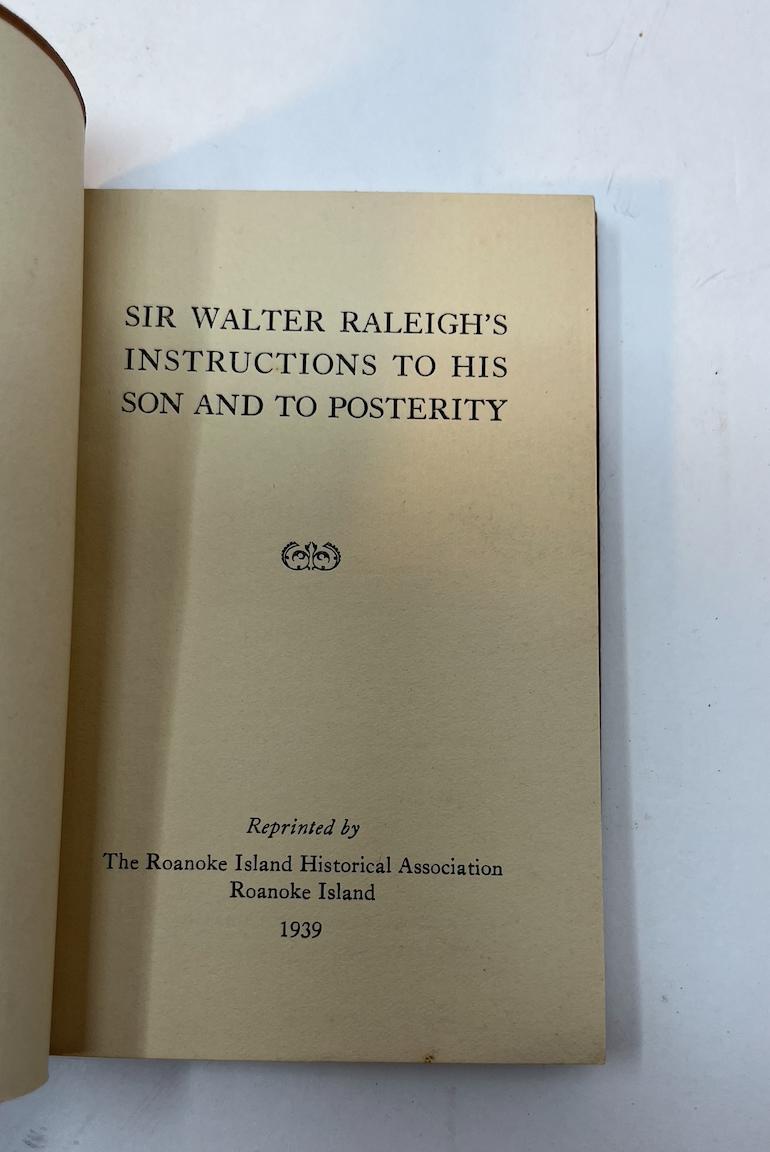 SIR WALTER RALEIGH'S
INSTRUCTIONS TO HIS
SON AND TO POSTERITY
Reprinted by
The Roanoke Island Historical Association
Roanoke Island
1939